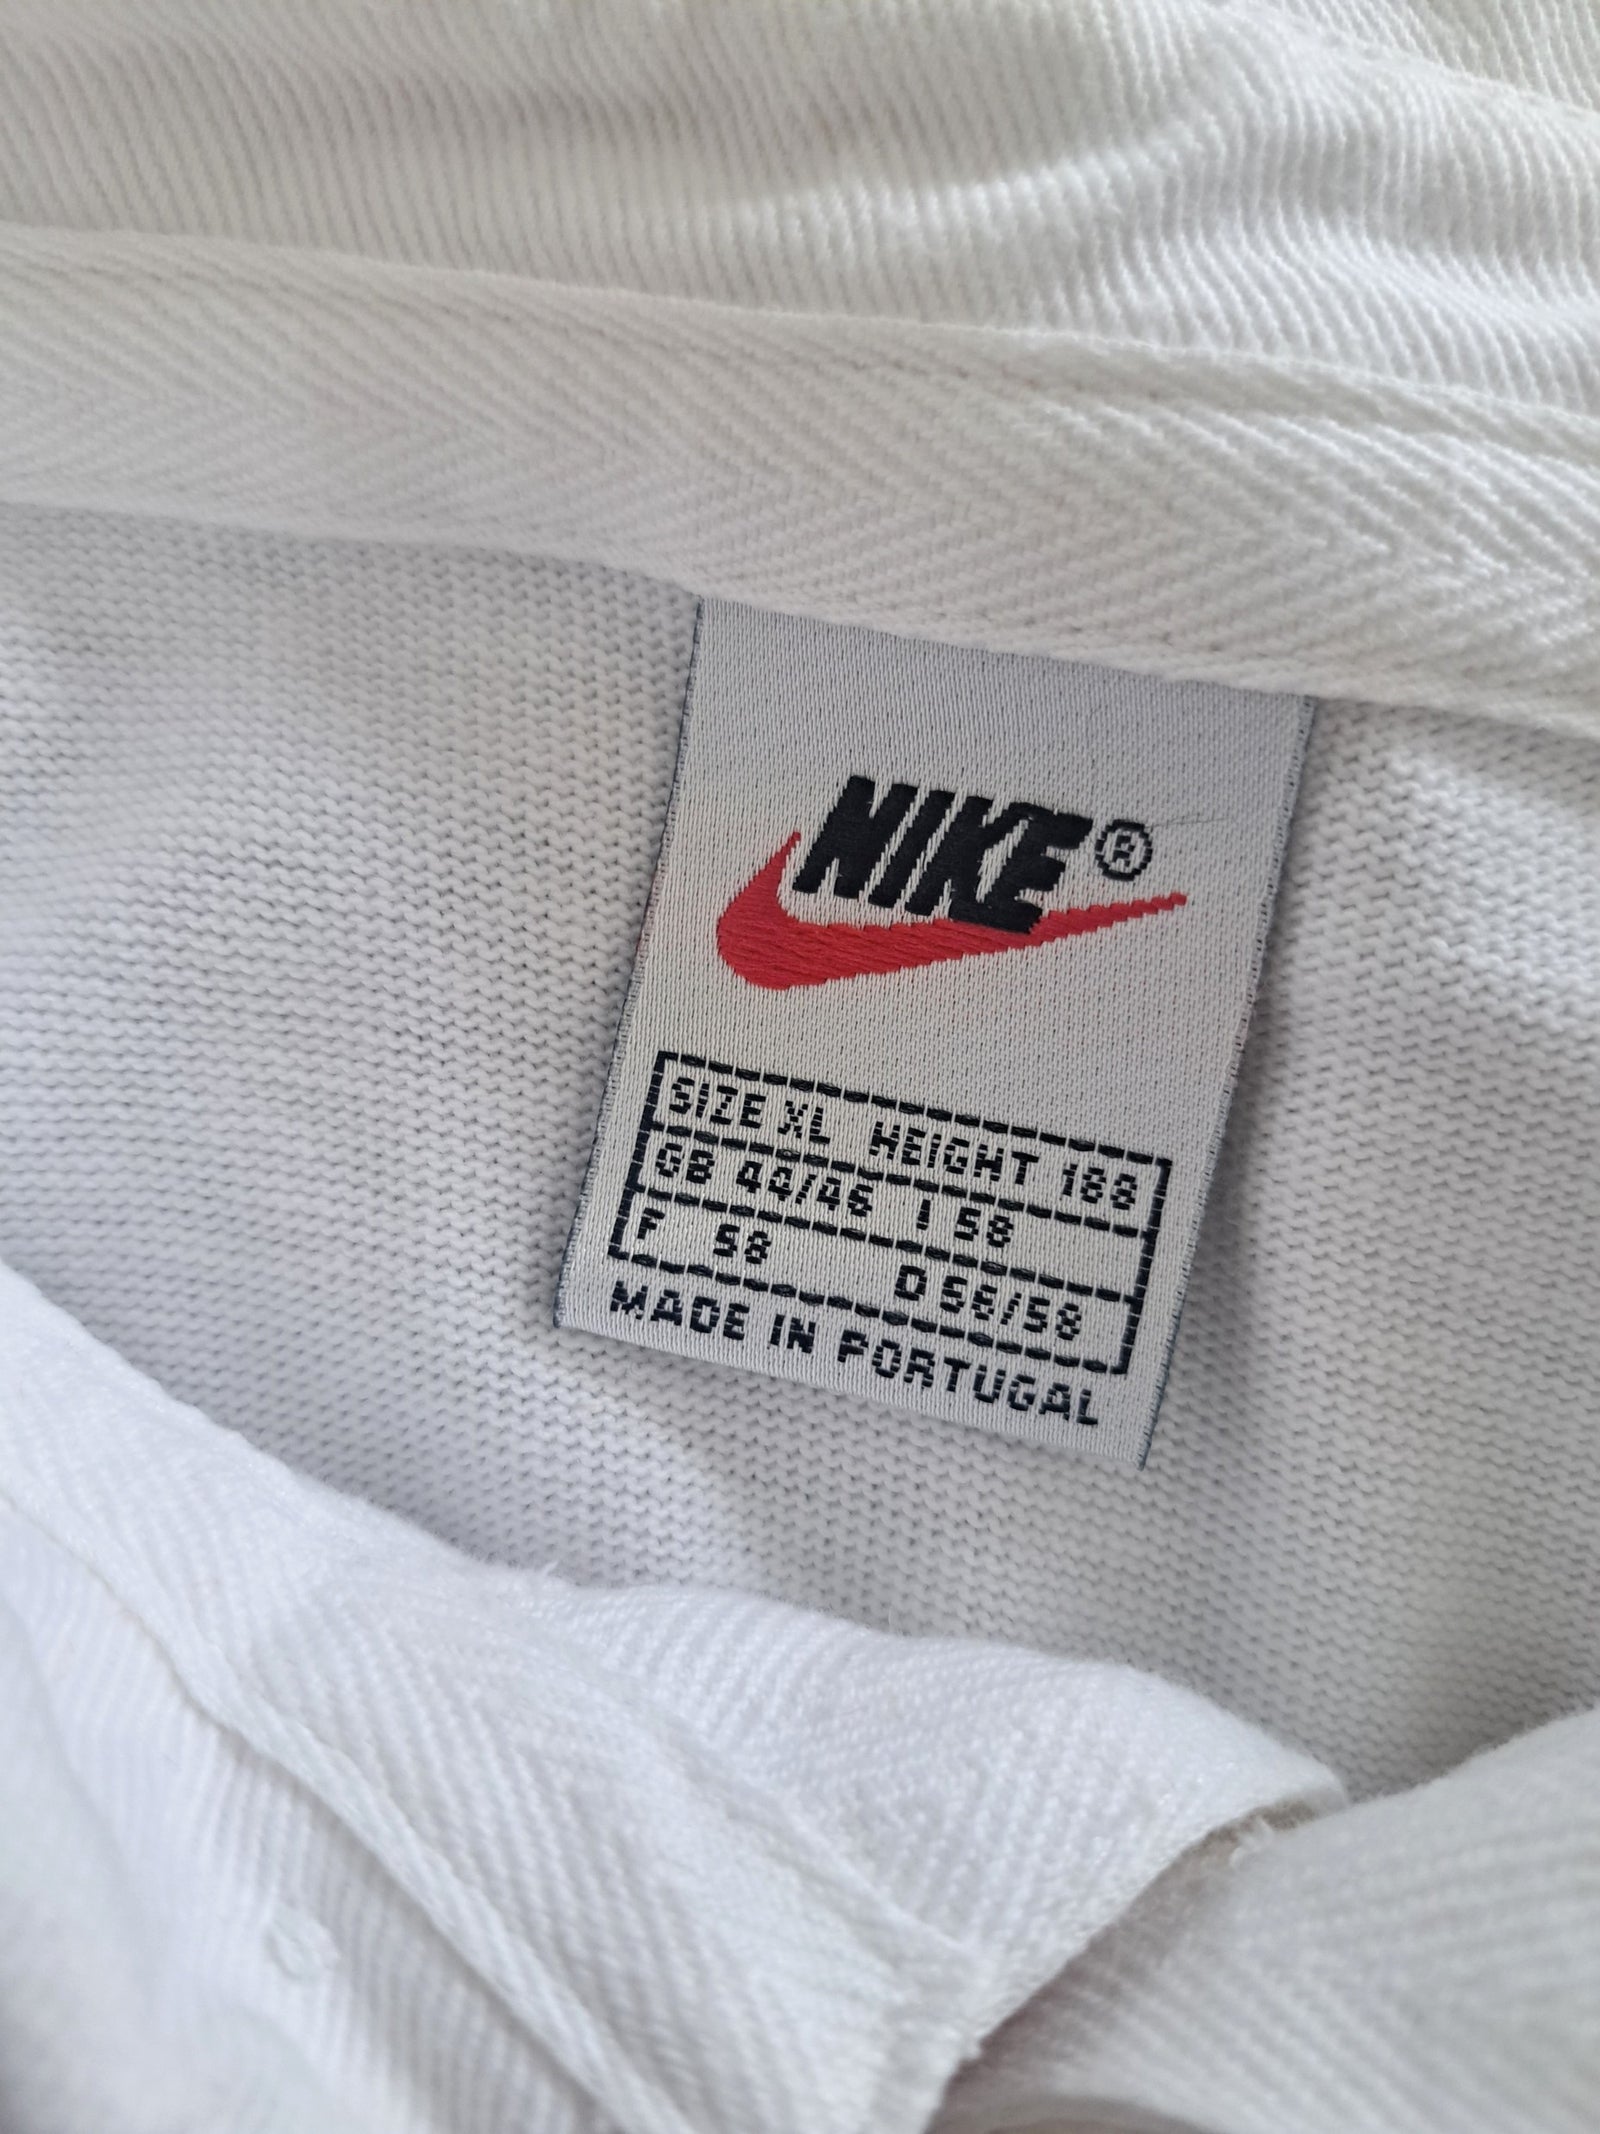 NIKE®
SIZE XL HEIGHT 188
GB 44/46 I 58
F 58 D 56/58
MADE IN PORTUGAL